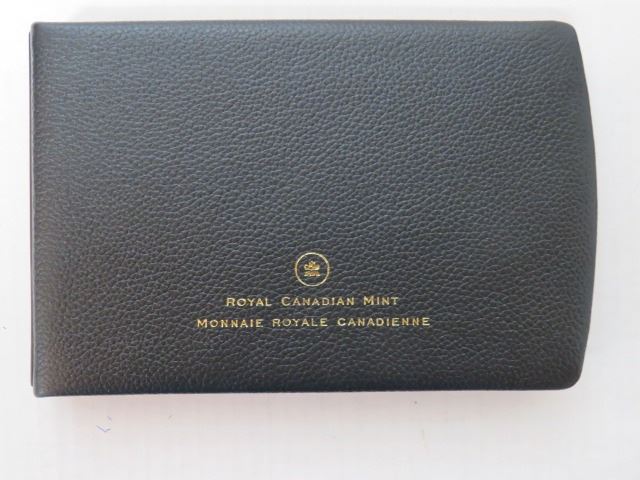 ROYAL CANADIAN MINT
MONNAIE ROYALE CANADIENNE